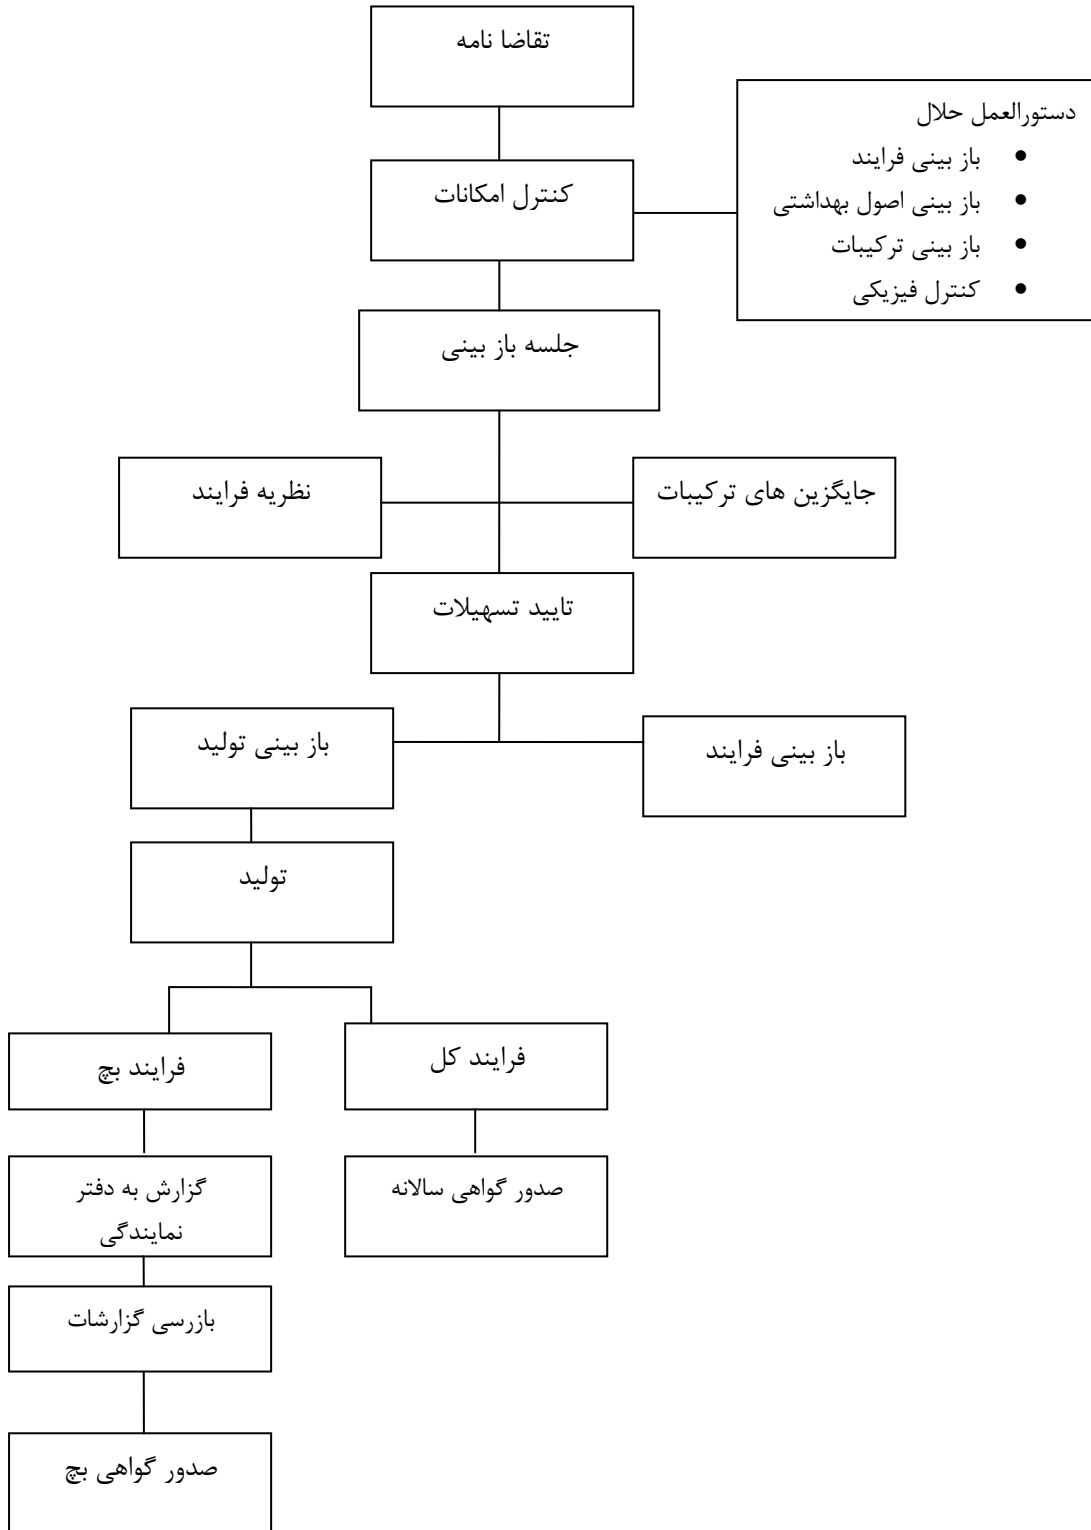 تقاضا نامه
دستورالعمل حلال
• باز بینی فرایند
• باز بینی اصول بهداشتی
• باز بینی ترکیبات
• کنترل فیزیکی
کنترل امکانات
جلسه باز بینی
جایگزین های ترکیبات
نظریه فرایند
تایید تسهیلات
باز بینی فرایند
باز بینی تولید
تولید
فرایند کل
فرایند بچ
صدور گواهی سالانه
گزارش به دفتر
نمایندگی
بازرسی گزارشات
صدور گواهی بچ